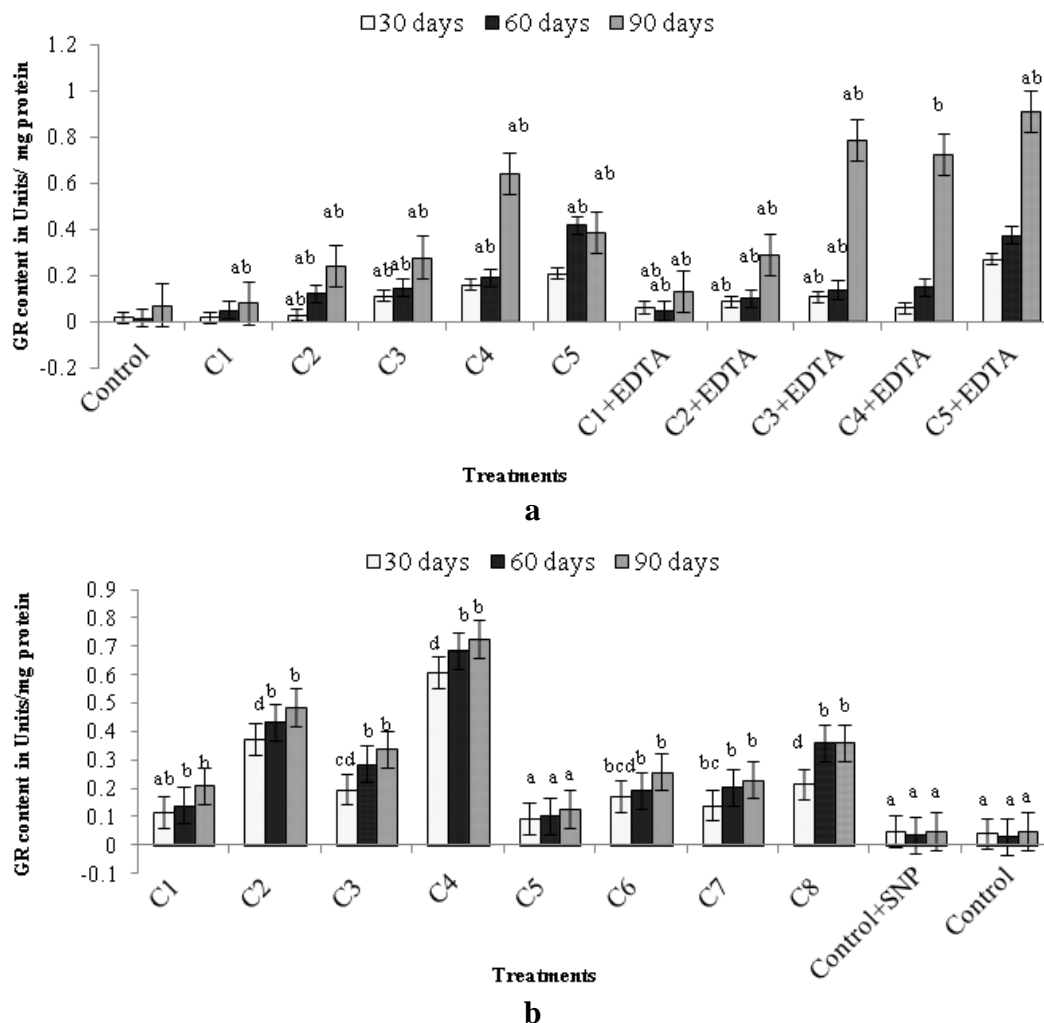 30 days 60 days 90 days
GR content in Units/ mg protein
1.2
1
0.8
0.6
0.4
0.2
0
-0.2
ab
ab ab
ab ab
ab ab ab
ab
ab ab
ab ab ab
ab ab
ab ab
b
ab
Control C1 C2 C3 C4 C5 C1+EDTA C2+EDTA C3+EDTA C4+EDTA C5+EDTA
Treatments
a
30 days 60 days 90 days
GR content in Units/mg protein
0.9
0.8
0.7
0.6
0.5
0.4
0.3
0.2
0.1
0
-0.1
ab b b
d b b
cd b b
d b b
a a a
bcd b b
bc b b
d b b
a a a
a a a
C1 C2 C3 C4 C5 C6 C7 C8 Control+SNP Control
Treatments
b